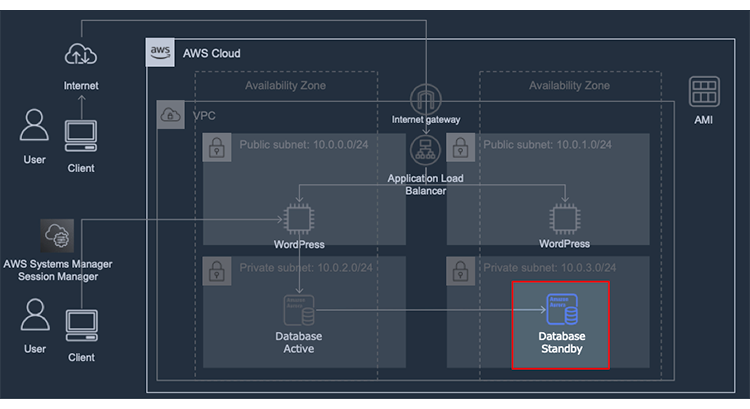 aws
AWS Cloud
Availability Zone
Availability Zone
Internet
VPC
Internet gateway
AMI
User
Client
Public subnet: 10.0.0.0/24
Public subnet: 10.0.1.0/24
Application Load
Balancer
WordPress
WordPress
AWS Systems Manager
Session Manager
Private subnet: 10.0.2.0/24
Private subnet: 10.0.3.0/24
User
Client
Database
Active
Amazon
Aurora
Database
Standby